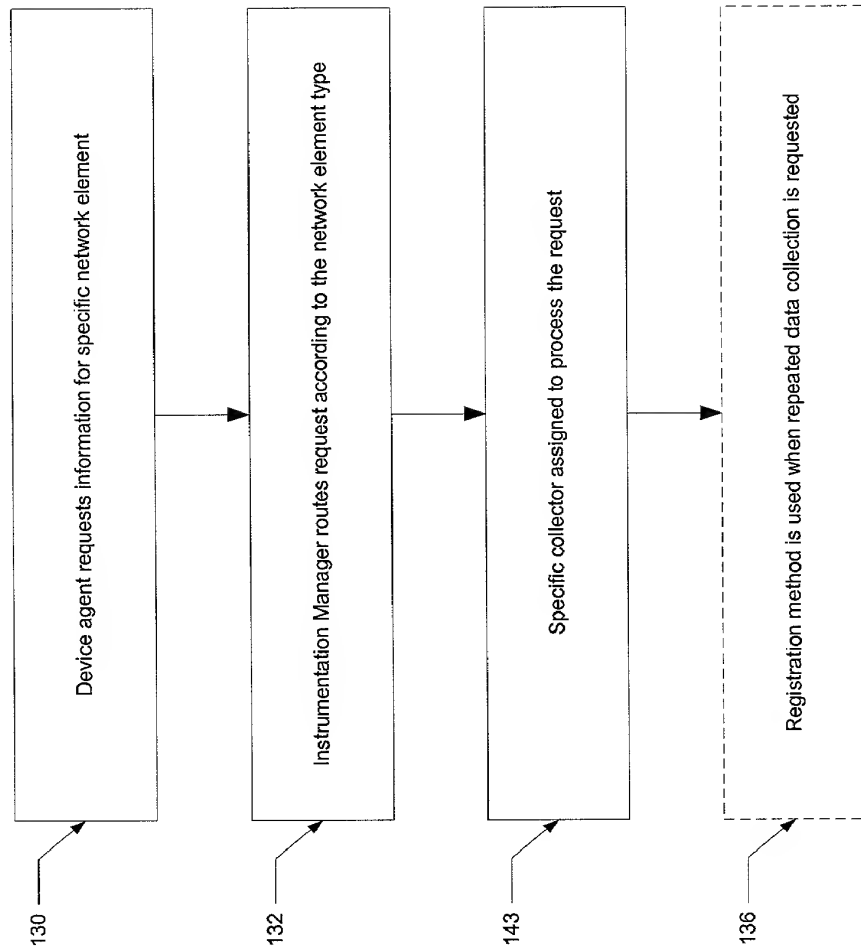 130
Device agent requests information for specific network element
132
Instrumentation Manager routes request according to the network element type
143
Specific collector assigned to process the request
136
Registration method is used when repeated data collection is requested